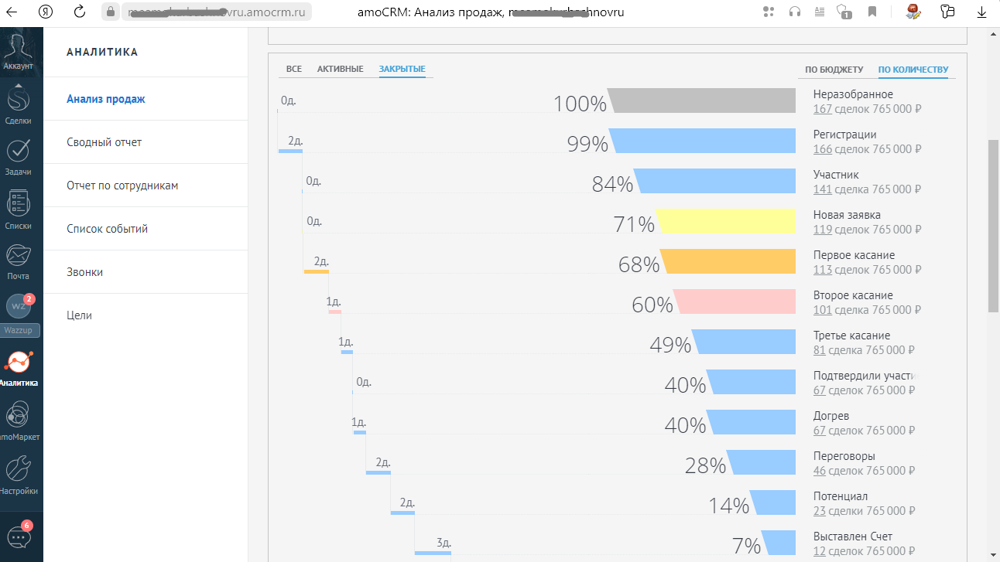 amocrm.ru
amoCRM: Анализ продаж,
1
Аккаунт
Сделки
Задачи
Списки
Почта
WZ
2
Wazzup
Аналитика
amoМаркет
Настройки
6
АНАЛИТИКА
Анализ продаж
Сводный отчет
Отчет по сотрудникам
Список событий
Звонки
Цели
ВСЕ АКТИВНЫЕ ЗАКРЫТЫЕ
ПО БЮДЖЕТУ ПО КОЛИЧЕСТВУ
0д.
100%
Неразобранное
167 сделок 765 000 ₽
2д.
99%
Регистрации
166 сделок 765 000 ₽
0д.
84%
Участник
141 сделка 765 000 ₽
0д.
71%
Новая заявка
119 сделок 765 000 ₽
2д.
68%
Первое касание
113 сделок 765 000 ₽
1д.
60%
Второе касание
101 сделок 765 000 ₽
1д.
49%
Третье касание
81 сделка 765 000 ₽
0д.
40%
Подтвердили участи
67 сделок 765 000 ₽
1д.
40%
Догрев
67 сделок 765 000 ₽
2д.
28%
Переговоры
46 сделок 765 000 ₽
2д.
14%
Потенциал
23 сделки 765 000 ₽
3д.
7%
Выставлен Счет
12 сделок 765 000 ₽